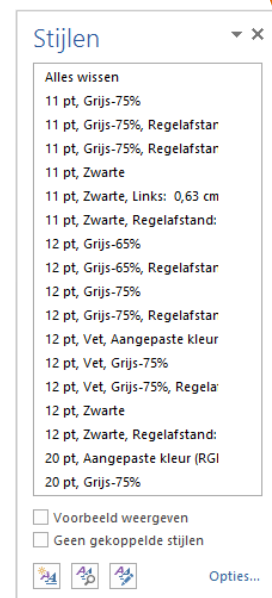 Stijlen
Alles wissen
11 pt, Grijs-75%
11 pt, Grijs-75%, Regelafstan
11 pt, Grijs-75%, Regelafstar
11 pt, Zwarte
11 pt, Zwarte, Links: 0,63 cm
11 pt, Zwarte, Regelafstand:
12 pt, Grijs-65%
12 pt, Grijs-65%, Regelafstar
12 pt, Grijs-75%
12 pt, Grijs-75%, Regelafstar
12 pt, Vet, Aangepaste kleur
12 pt, Vet, Grijs-75%
12 pt, Vet, Grijs-75%, Regela
12 pt, Zwarte
12 pt, Zwarte, Regelafstand:
20 pt, Aangepaste kleur (RG
20 pt, Grijs-75%
Voorbeeld weergeven
Geen gekoppelde stijlen
Opties...